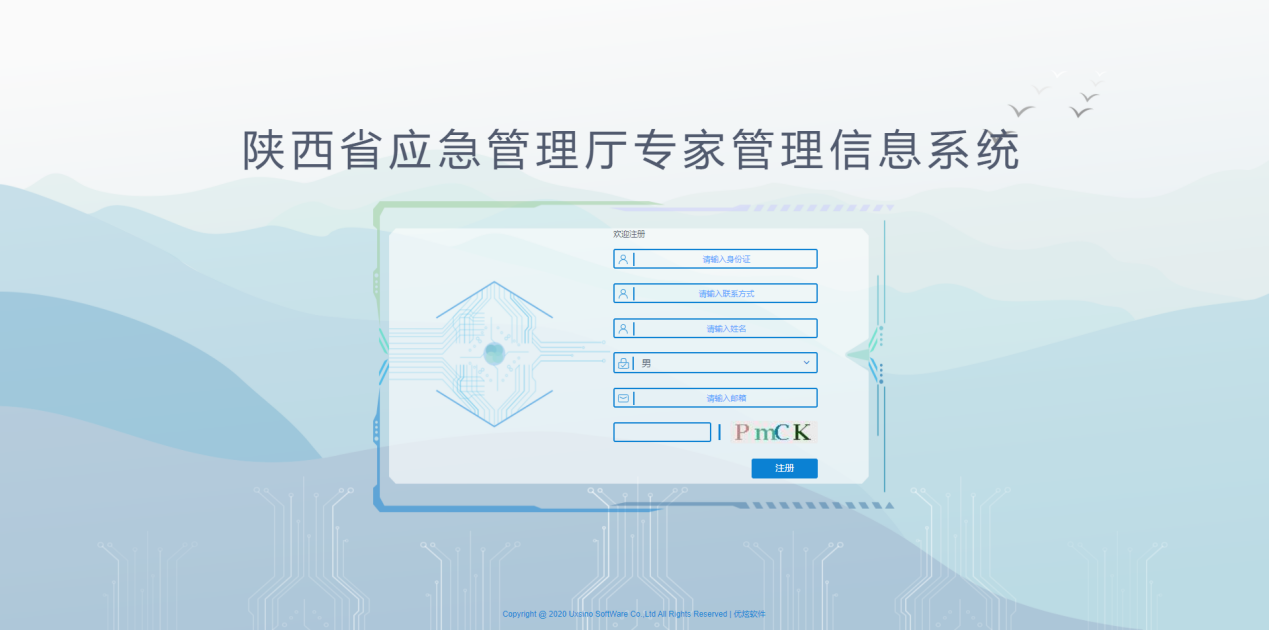 陕西省应急管理厅专家管理信息系统
欢迎注册
请输入身份证
请输入联系方式
请输入姓名
男
请输入邮箱
PmCK
注册
Copyright @ 2020 Uxsino SoftWare Co.,Ltd All Rights Reserved | 优炫软件